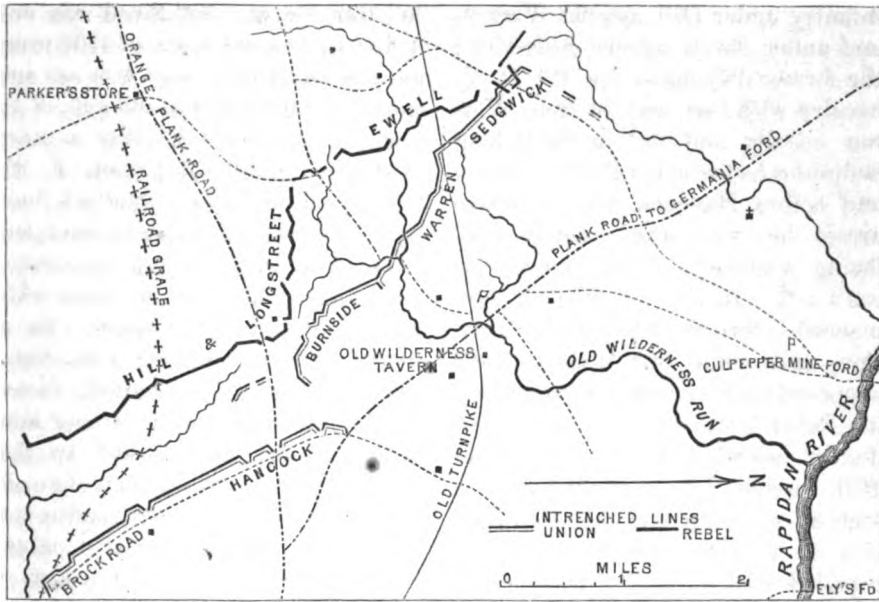 ORANGE PLANK ROAD
PARKER'S STORE
RAILROAD GRADE
EWELL
SEDGWICK
WARREN
PLANK ROAD TO GERMANIA FORD
ONGSTREET
HILL &
BURNSIDE
P
P
OLD WILDERNESS
TAVERN
OLD WILDERNESS RUN
CULPEPPER MINE FORD
HANCOCK
BROCK ROAD
OLD TURNPIKE
N
RAPIDAN RIVER
INTRENCHED LINES
UNION REBEL
MILES
0 1 2
ELY'S FD